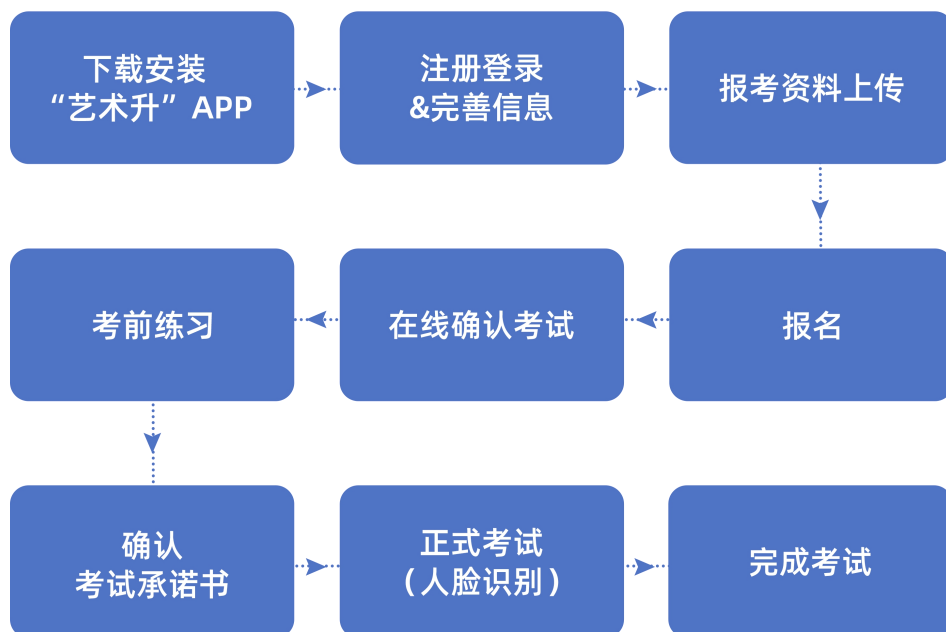 下载安装
“艺术升”APP
注册登录
&完善信息
报考资料上传
报名
在线确认考试
考前练习
确认
考试承诺书
正式考试
(人脸识别)
完成考试